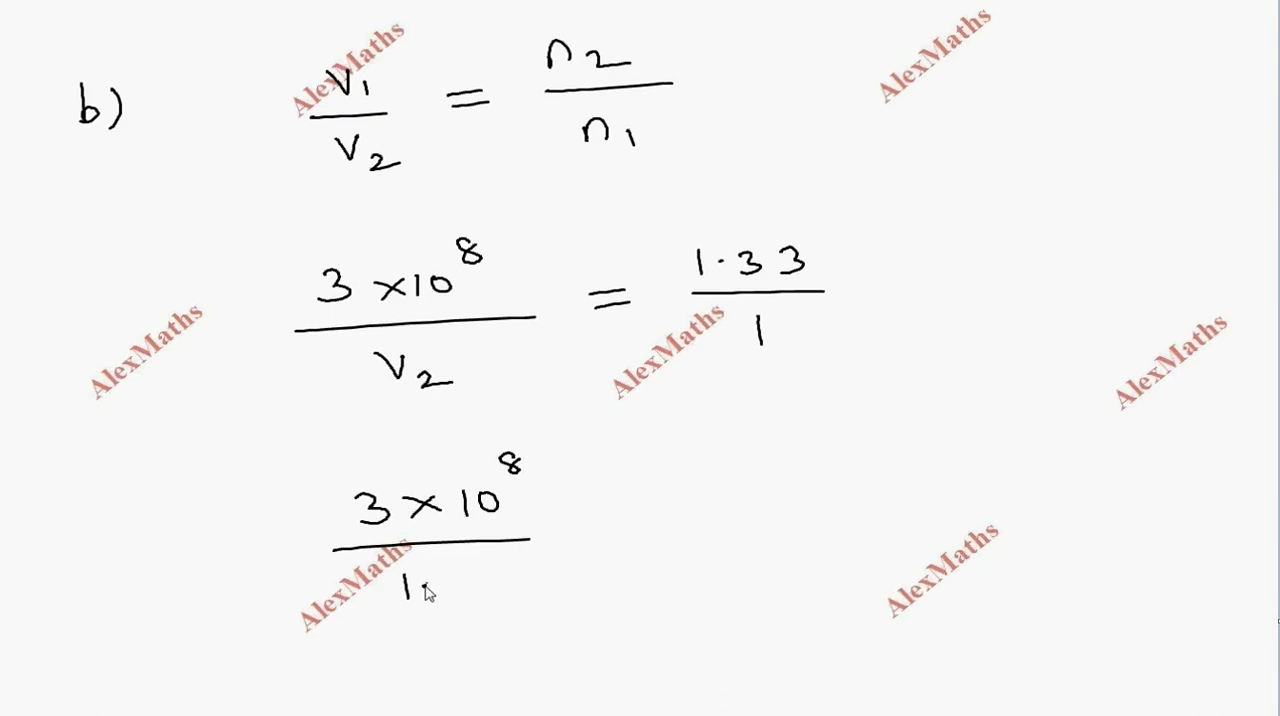 AlexMaths AlexMaths
b) V1/V2 = n2/n1
3 ×10^8/V2 = 1.33/1
AlexMaths AlexMaths AlexMaths
3 × 10^8/1.
AlexMaths AlexMaths